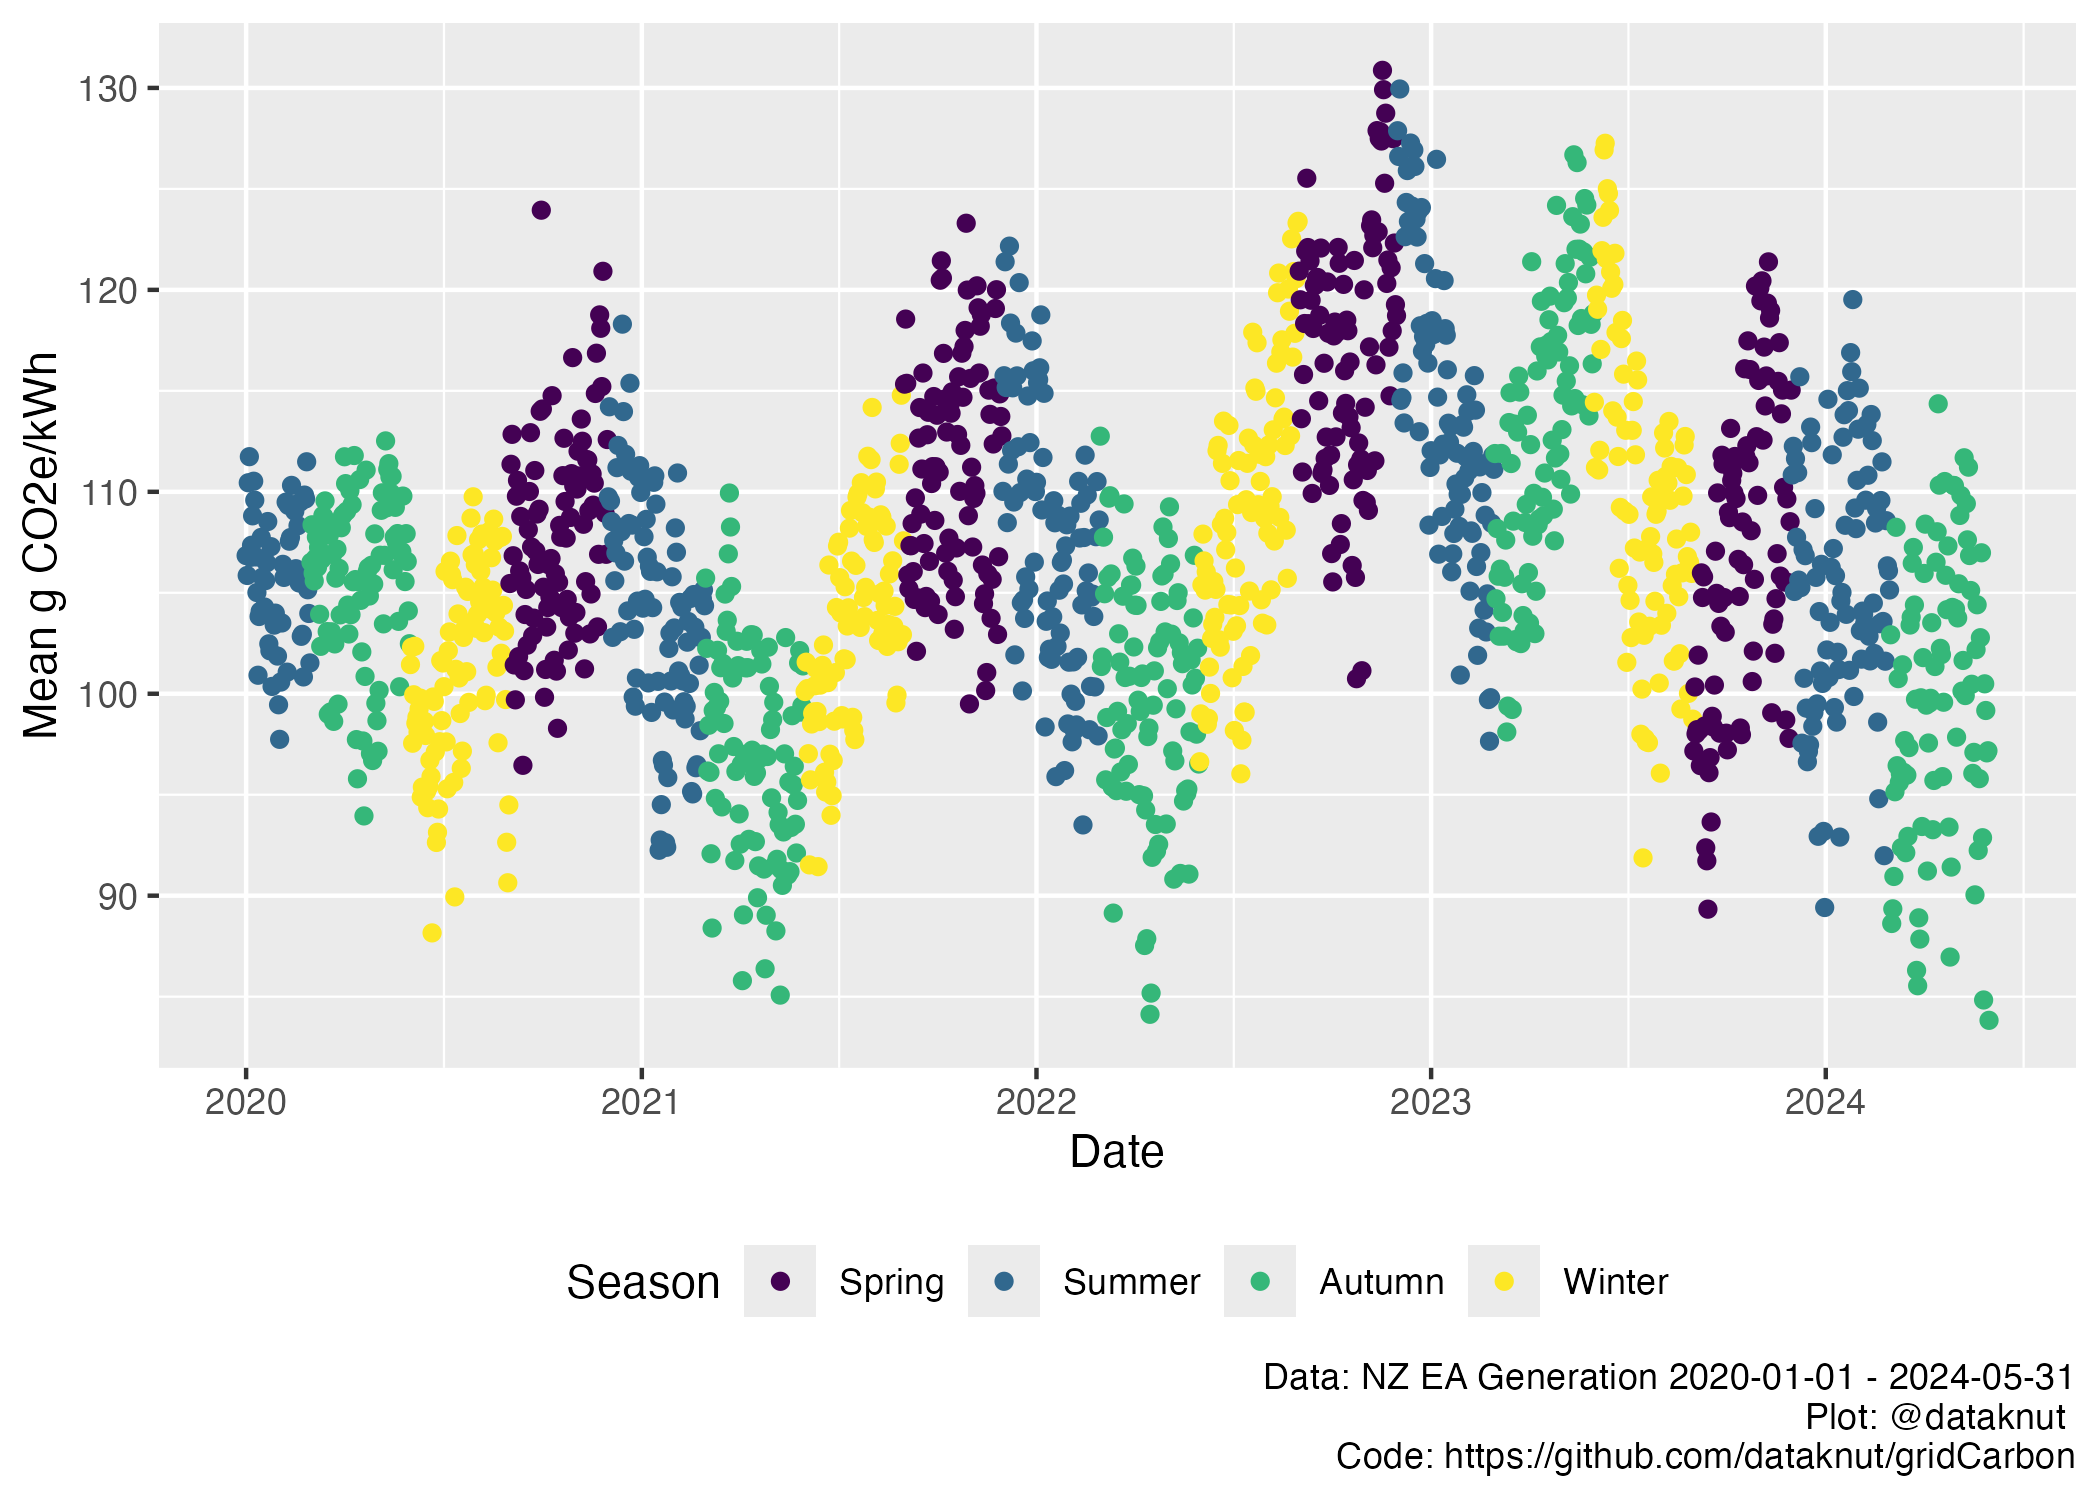 Mean g CO2e/kWh
130
120
110
100
90
2020
2021
2022
2023
2024
Date
Season
Spring
Summer
Autumn
Winter
Data: NZ EA Generation 2020-01-01 - 2024-05-31
Plot: @dataknut
Code: https://github.com/dataknut/gridCarbon